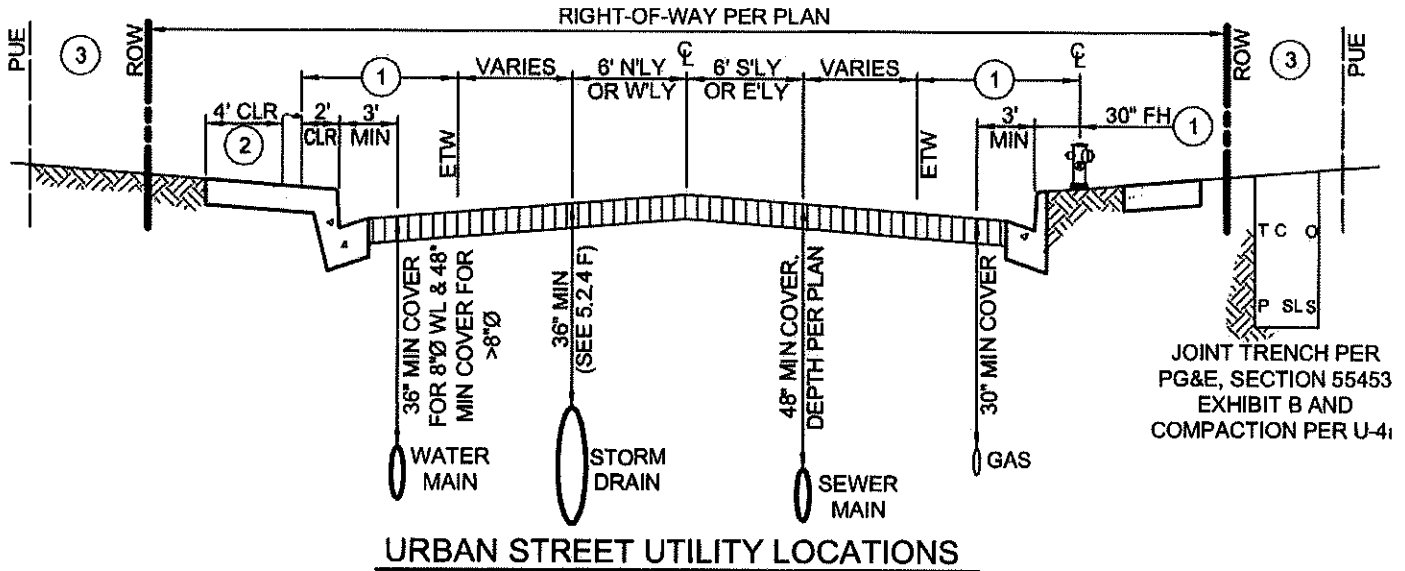 RIGHT-OF-WAY PER PLAN
PUE
3
ROW
1
VARIES
6' N'LY
OR W'LY
℄
6' S'LY
OR E'LY
VARIES
1
℄
ROW
3
PUE
4' CLR
2
2'
CLR
3'
MIN
ETW
ETW
3'
MIN
30" FH
1
36" MIN COVER
FOR 8"Ø WL & 48"
MIN COVER FOR
>8"Ø
36" MIN
(SEE 5.2.4 F)
48" MIN COVER,
DEPTH PER PLAN
30" MIN COVER
T C O
P SLS
JOINT TRENCH PER
PG&E, SECTION 55453
EXHIBIT B AND
COMPACTION PER U-4
WATER
MAIN
STORM
DRAIN
SEWER
MAIN
GAS
URBAN STREET UTILITY LOCATIONS